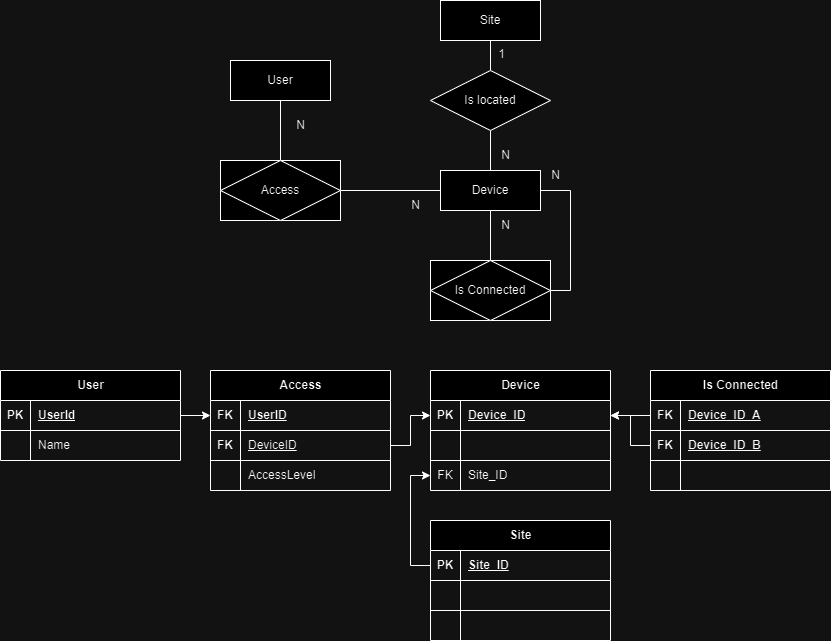 Site
1
User
Is located
N
N
N
Access
Device
N
N
Is Connected
User
PK UserId
Name
Access
FK UserID
FK DeviceID
AccessLevel
Device
PK Device_ID
FK Site_ID
Is Connected
FK Device_ID_A
FK Device_ID_B
Site
PK Site_ID